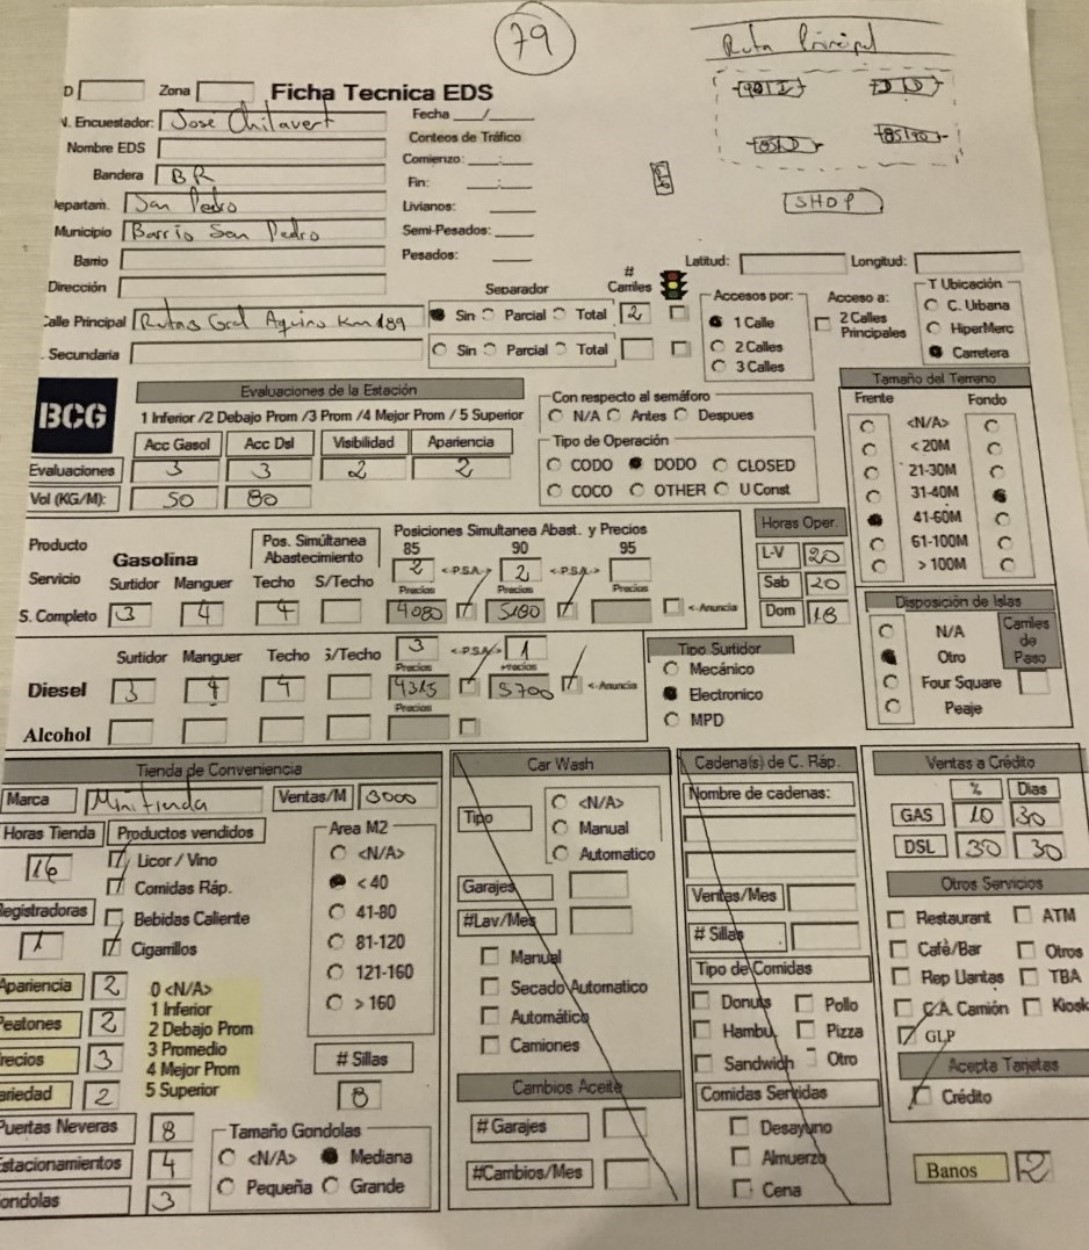 79
Ruta Principal
D Zona Ficha Tecnica EDS
Fecha ___/___
N. Encuestador: Jose Chilavert
Conteos de Tráfico
Nombre EDS
Comienzo: __:__
Bandera BR
Fin: __:__
SHOP
Departam. San Pedro
Livianos:
Municipio Barrio San Pedro
Semi-Pesados:
Barrio
Pesados:
Latitud: Longitud:
Dirección
Separador # Carriles
Accesos por: Acceso a: T Ubicación
Calle Principal Rutas Gral Aquino Km 189 Sin Parcial Total 2
1 Calle 2 Calles Principales C. Urbana
. Secundaria Sin Parcial Total
2 Calles HiperMerc
3 Calles Carretera
BCG
Evaluaciones de la Estación
1 Inferior /2 Debajo Prom /3 Prom /4 Mejor Prom / 5 Superior
Acc Gasol Acc Dsl Visibilidad Apariencia
Evaluaciones 3 3 2 2
Vol (KG/M): 50 80
Con respecto al semáforo
N/A Antes Despues
Tipo de Operación
CODO DODO CLOSED
COCO OTHER U Const
Tamaño del Terreno
Frente Fondo
<N/A>
< 20M
21-30M
31-40M
41-60M
61-100M
> 100M
Producto Gasolina Pos. Simúltanea Abastecimiento
Posiciones Simultanea Abast. y Precios
85 90 95
2 <-P.S.A-> 2 <-P.S.A->
Servicio Surtidor Manguer Techo S/Techo Precios Precios Precios
S. Completo 3 4 4 4080 5180 <-Anuncia
Horas Oper.
L-V 20
Sab 20
Dom 18
Surtidor Manguer Techo S/Techo 3 <-P.S.A-> 1
Precios Precios
Diesel 3 4 4 4315 5700 <-Anuncia
Precios
Alcohol
Tipo Surtidor
Mecánico
Electronico
MPD
Disposición de Islas
N/A Carriles de Paso
Otro
Four Square
Peaje
Tienda de Conveniencia
Marca Minitienda Ventas/M 3000
Horas Tienda Productos vendidos
16 Licor / Vino
Comidas Ráp.
Registradoras Bebidas Caliente
1 Cigarrillos
Area M2
<N/A>
< 40
41-80
81-120
121-160
> 160
Apariencia 2
Peatones 2
Precios 3
Variedad 2
0 <N/A>
1 Inferior
2 Debajo Prom
3 Promedio
4 Mejor Prom
5 Superior
# Sillas
8
Puertas Neveras 8
Estacionamientos 4
Gondolas 3
Tamaño Gondolas
<N/A> Mediana
Pequeña Grande
Car Wash
Tipo <N/A>
Manual
Automatico
Garajes
#Lav/Mes
Manual
Secado Automatico
Automático
Camiones
Cambios Aceite
# Garajes
#Cambios/Mes
Cadena(s) de C. Ráp.
Nombre de cadenas:
Ventas/Mes
# Sillas
Tipo de Comidas
Donuts Pollo
Hambu. Pizza
Sandwich Otro
Comidas Servidas
Desayuno
Almuerzo
Cena
Ventas a Crédito
% Dias
GAS 10 30
DSL 30 30
Otros Servicios
Restaurant ATM
Café/Bar Otros
Rep Llantas TBA
C.A. Camión Kiosk
GLP
Acepta Tarjetas
Crédito
Banos 2